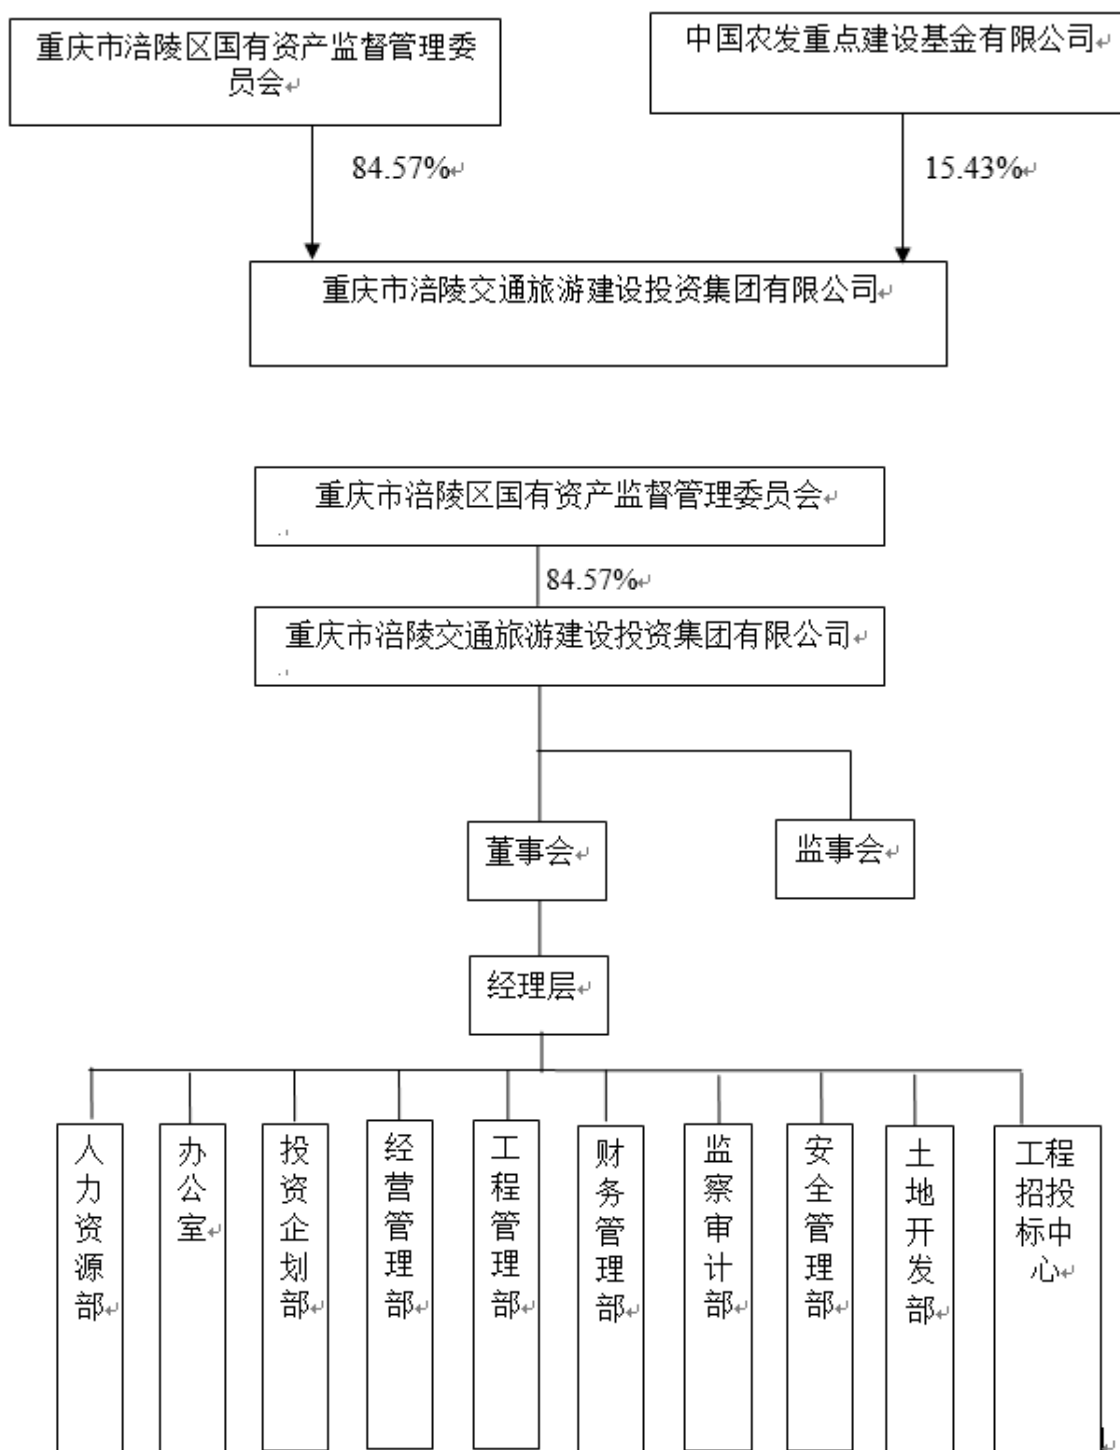 重庆市涪陵区国有资产监督管理委
员会
中国农发重点建设基金有限公司
84.57%
15.43%
重庆市涪陵交通旅游建设投资集团有限公司
重庆市涪陵区国有资产监督管理委员会
84.57%
重庆市涪陵交通旅游建设投资集团有限公司
董事会
监事会
经理层
人力资源部
办公室
投资企划部
经营管理部
工程管理部
财务管理部
监察审计部
安全管理部
土地开发部
工程
招投
标中
心